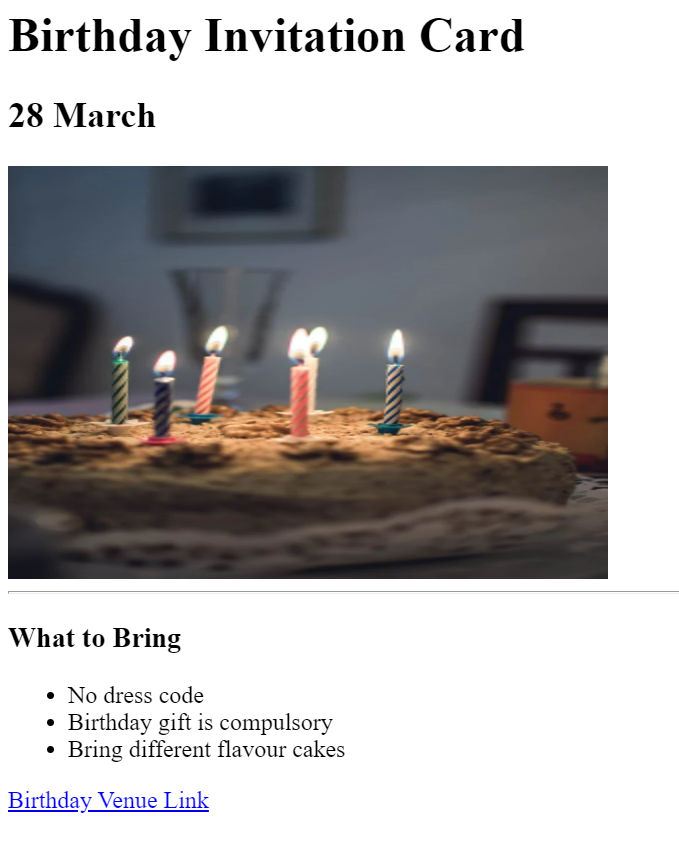 Birthday Invitation Card
28 March
What to Bring
No dress code
Birthday gift is compulsory
Bring different flavour cakes
Birthday Venue Link